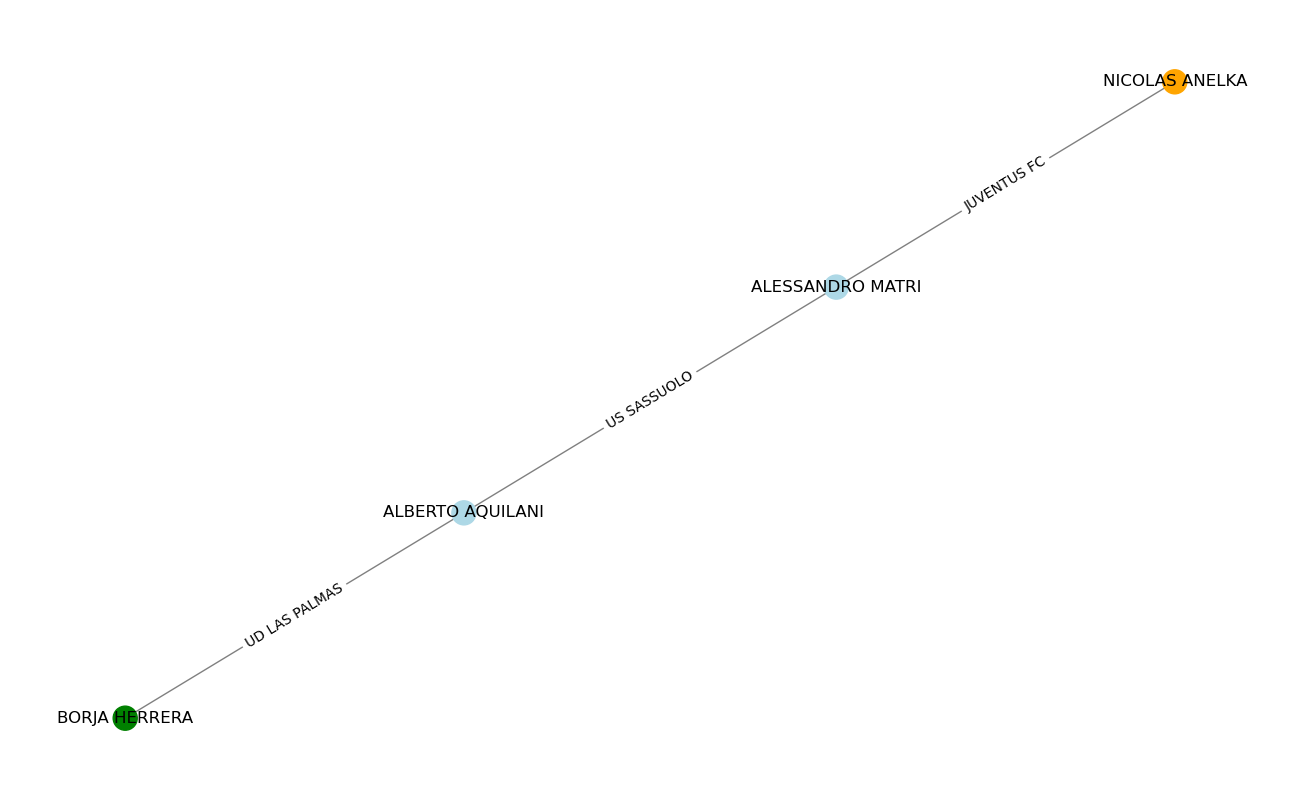 NICOLAS ANELKA
JUVENTUS FC
ALESSANDRO MATRI
US SASSUOLO
ALBERTO AQUILANI
UD LAS PALMAS
BORJA HERRERA